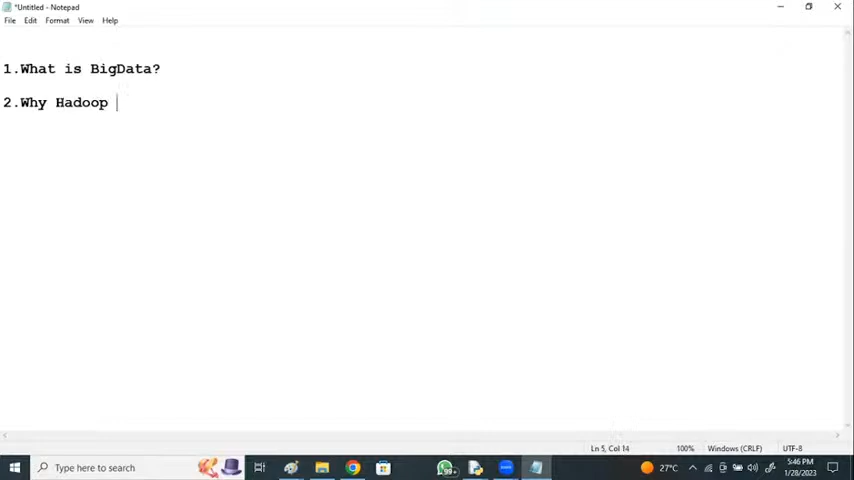 *Untitled - Notepad
File Edit Format View Help
1.What is BigData?
2.Why Hadoop
Ln 5, Col 14 100% Windows (CRLF) UTF-8
Type here to search
99+
27°C
5:46 PM
1/28/2023